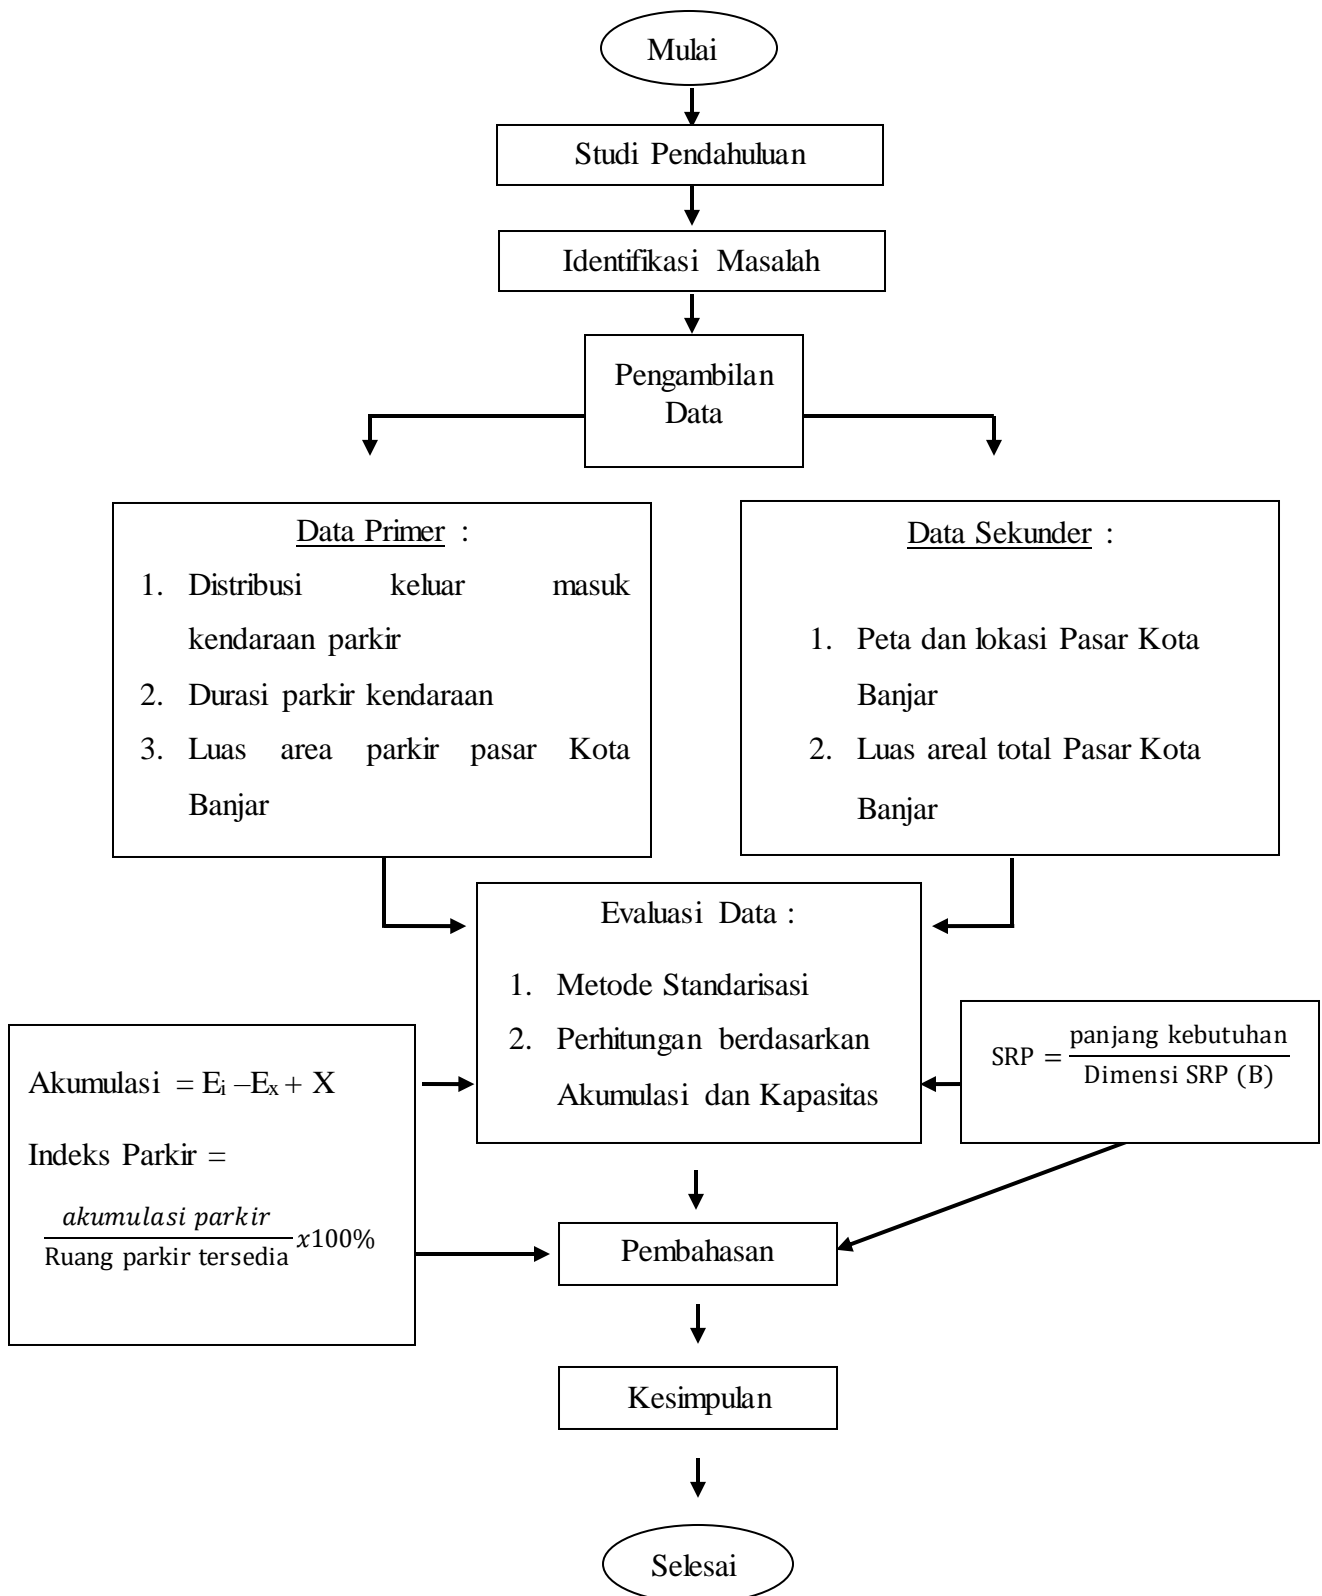 Mulai
Studi Pendahuluan
Identifikasi Masalah
Pengambilan
Data
Data Primer :
1. Distribusi keluar masuk
kendaraan parkir
2. Durasi parkir kendaraan
3. Luas area parkir pasar Kota
Banjar
Data Sekunder :
1. Peta dan lokasi Pasar Kota
Banjar
2. Luas areal total Pasar Kota
Banjar
Evaluasi Data :
1. Metode Standarisasi
2. Perhitungan berdasarkan
Akumulasi dan Kapasitas
Akumulasi = Eᵢ –Eₓ + X
Indeks Parkir =
akumulasi parkir
Ruang parkir tersedia x100%
SRP = panjang kebutuhan
Dimensi SRP (B)
Pembahasan
Kesimpulan
Selesai